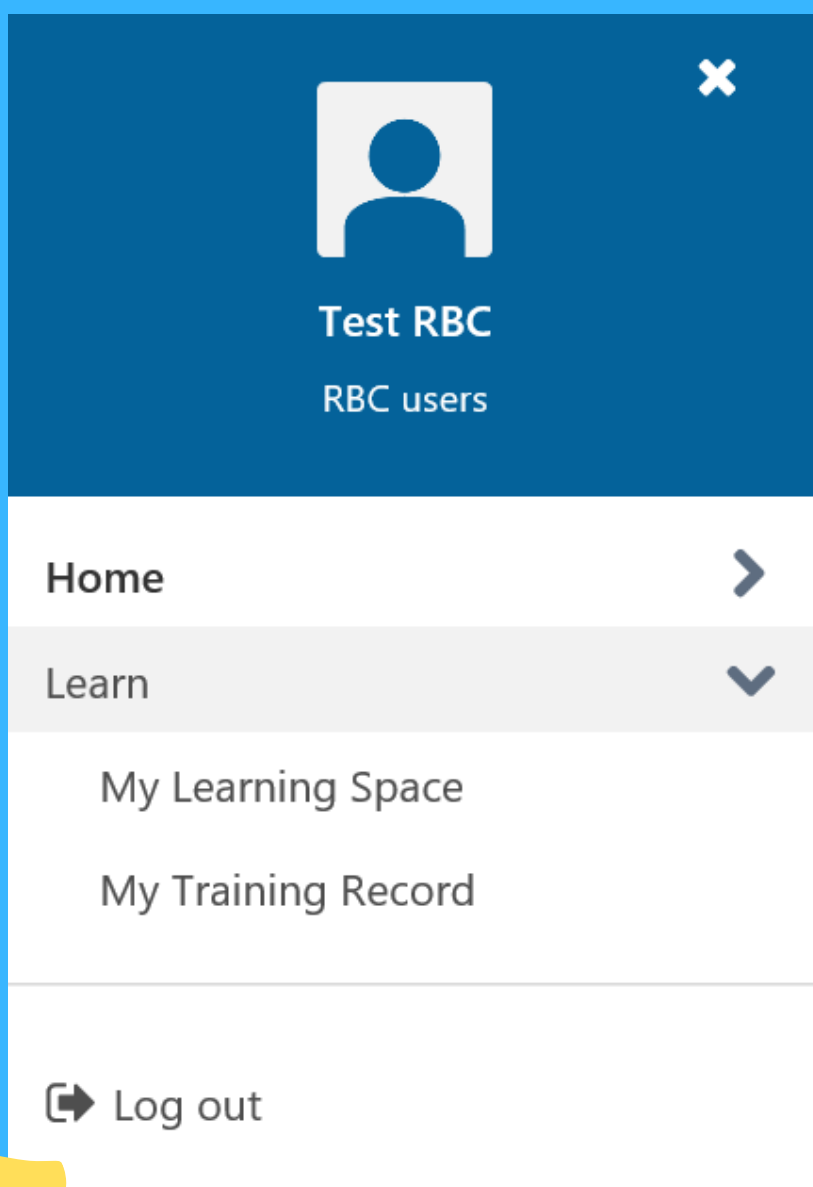 Test RBC
RBC users
Home
Learn
My Learning Space
My Training Record
Log out